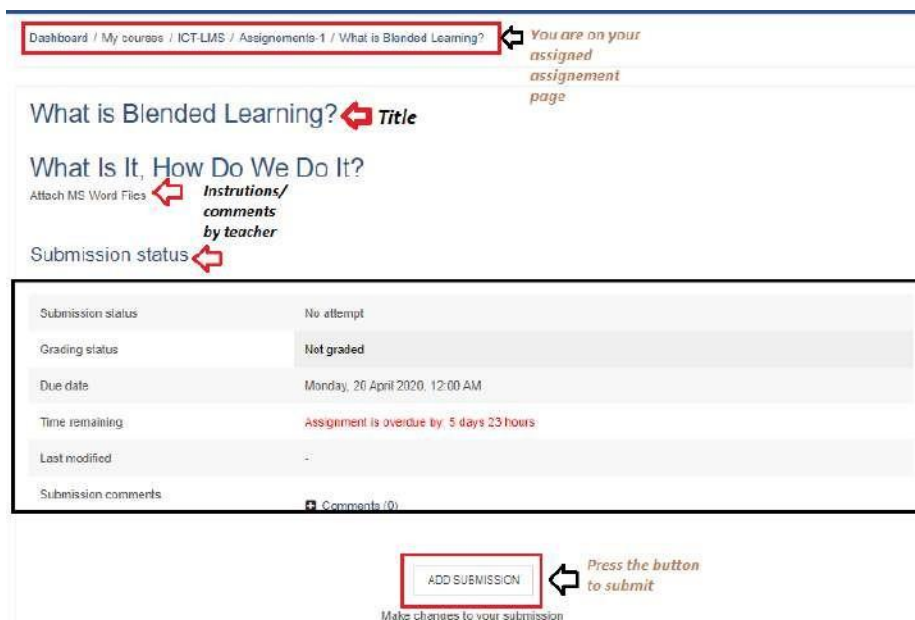 Dashboard / My courses / ICT-LMS / Assignements-1 / What is Blended Learning?
You are on your
assigned
assignement
page
What is Blended Learning?
Title
What Is It, How Do We Do It?
Attach MS Word Files
Instrutions/
comments
by teacher
Submission status
Submission status No attempt
Grading status Not graded
Due date Monday, 20 April 2020, 12:00 AM
Time remaining Assignment is overdue by: 5 days 23 hours
Last modified -
Submission comments
Comments (0)
ADD SUBMISSION
Press the button
to submit
Make changes to your submission